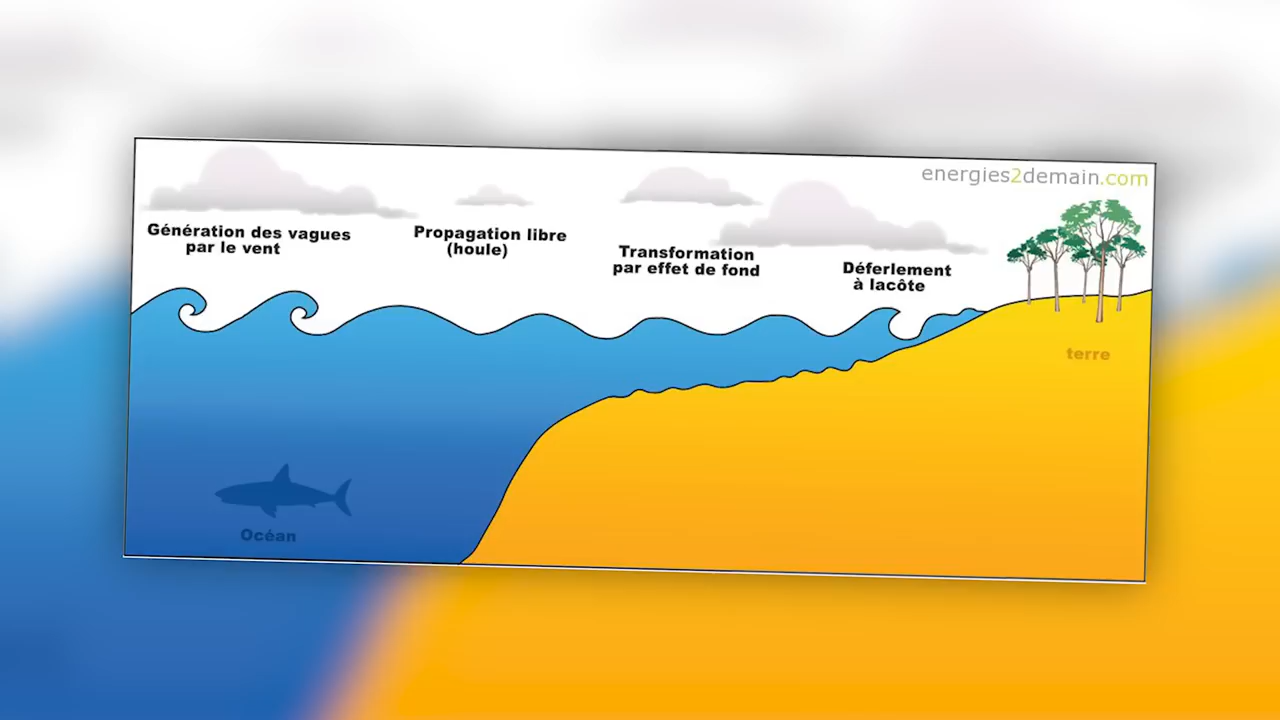 energies2demain.com
Génération des vagues
par le vent
Propagation libre
(houle)
Transformation
par effet de fond
Déferlement
à lacôte
terre
Océan